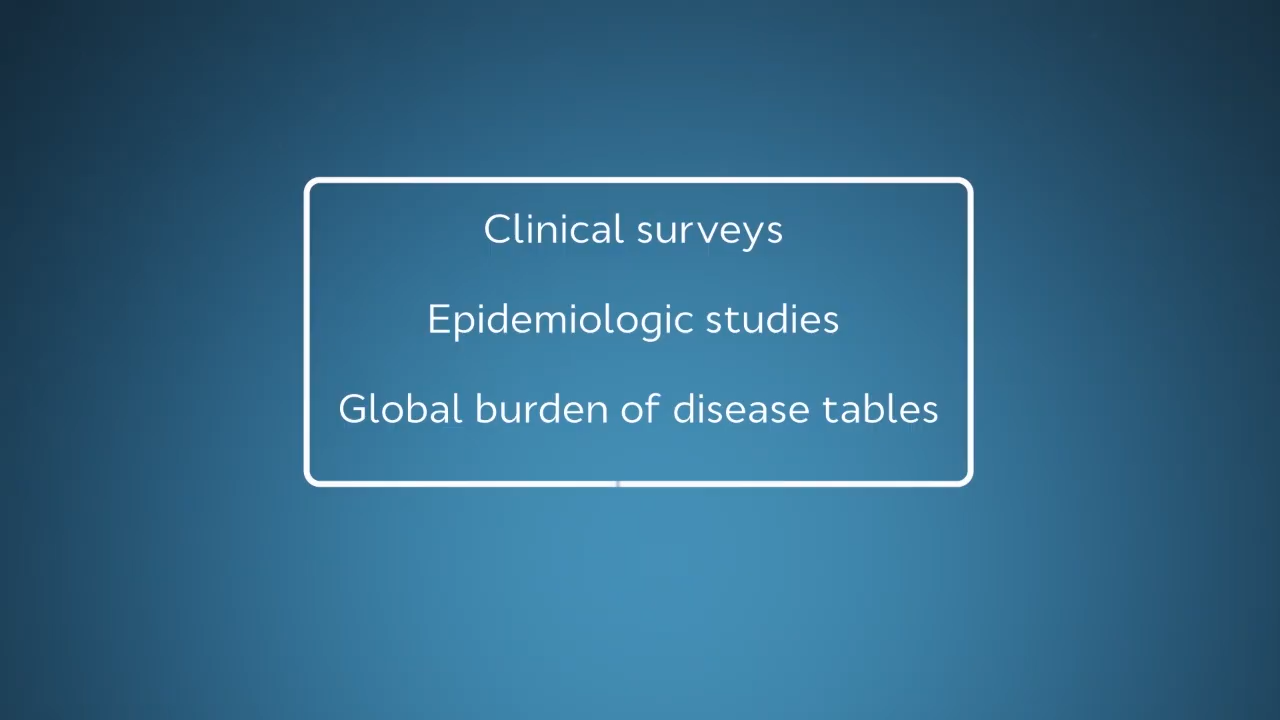 Clinical surveys
Epidemiologic studies
Global burden of disease tables